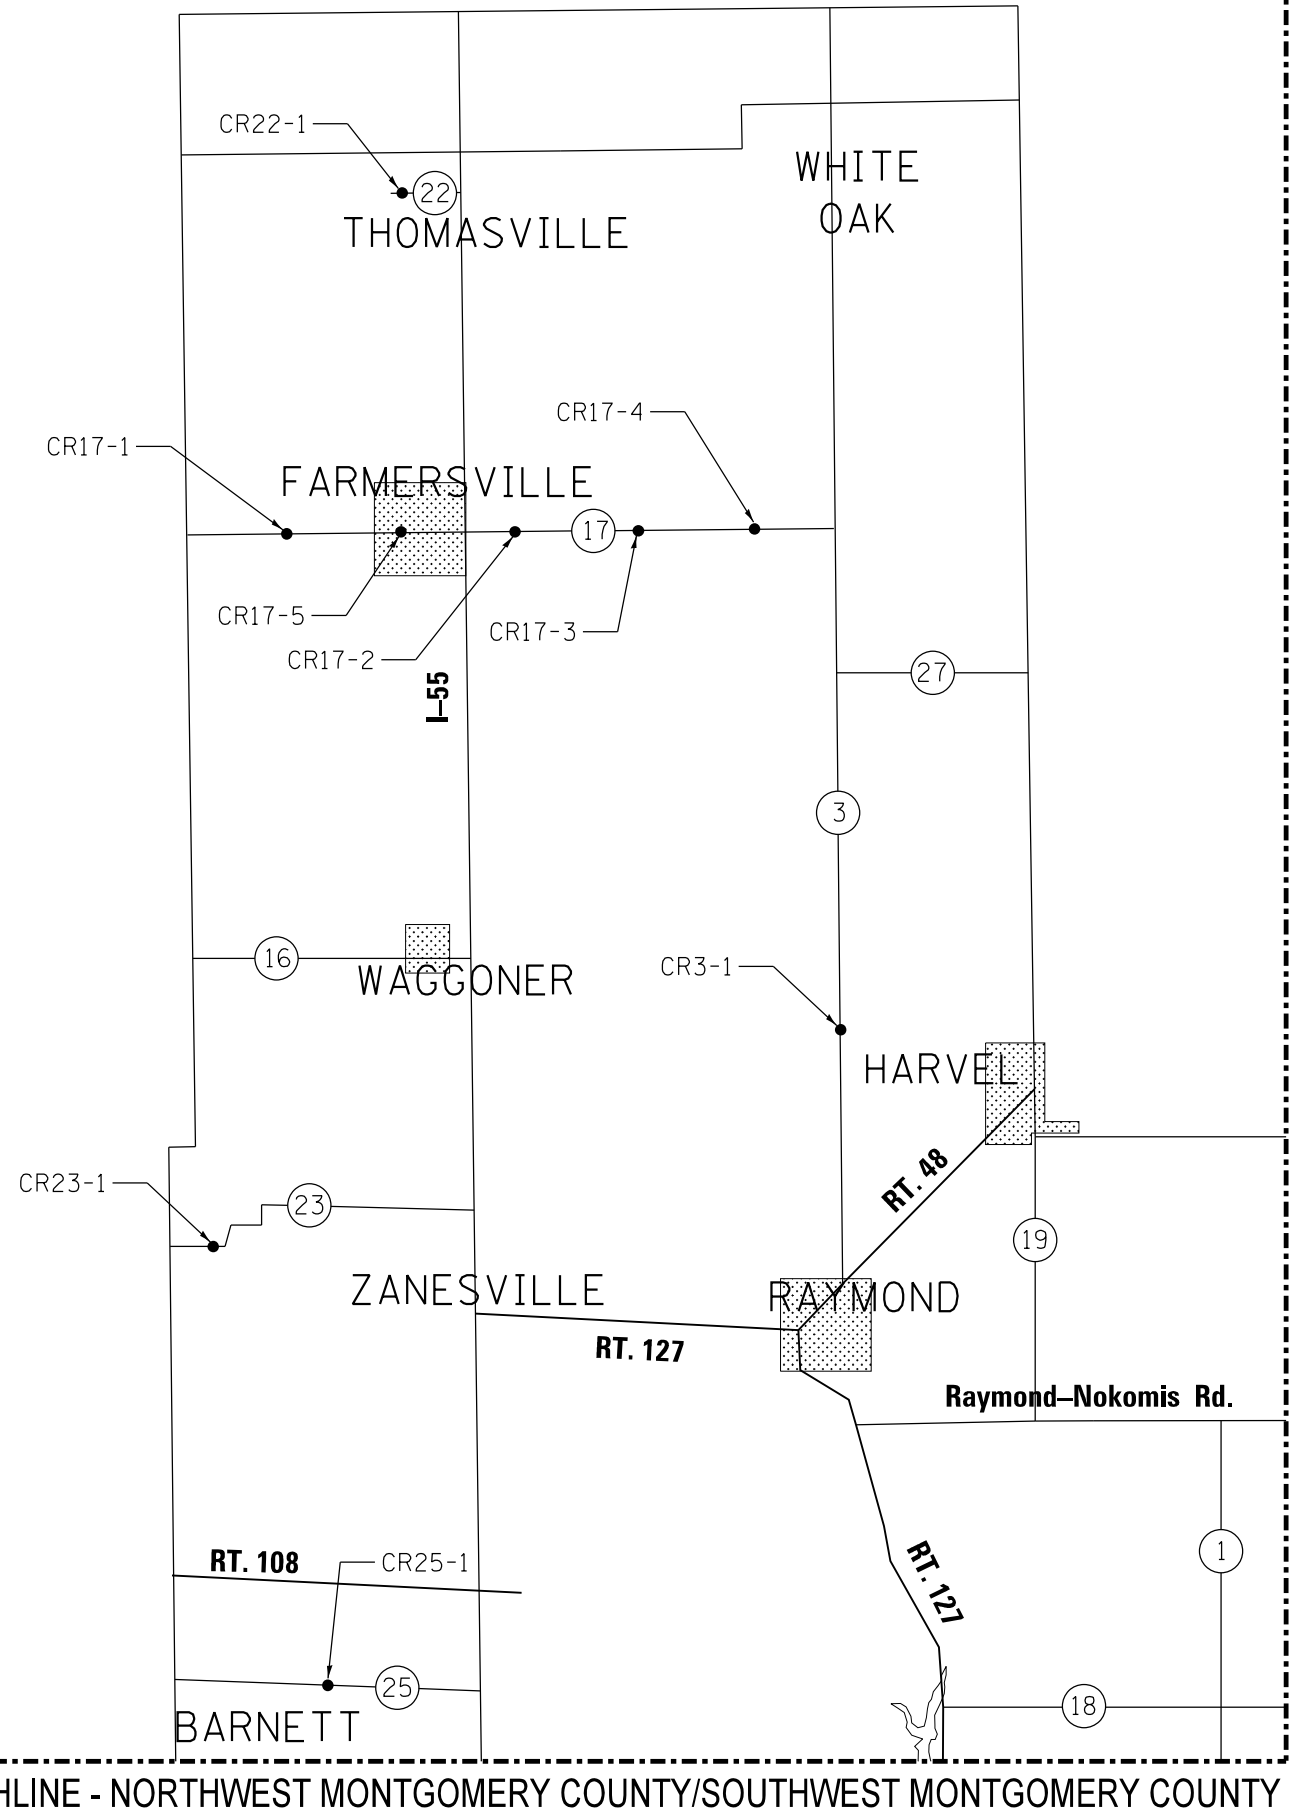 CR22-1
WHITE
OAK
22
THOMASVILLE
CR17-4
CR17-1
FARMERSVILLE
17
CR17-5
CR17-3
CR17-2
27
I-55
3
16
WAGGONER
CR3-1
HARVEL
RT. 48
CR23-1
23
19
ZANESVILLE
RAYMOND
RT. 127
Raymond-Nokomis Rd.
RT. 108
CR25-1
RT. 127
1
25
18
BARNETT
HLINE - NORTHWEST MONTGOMERY COUNTY/SOUTHWEST MONTGOMERY COUNTY